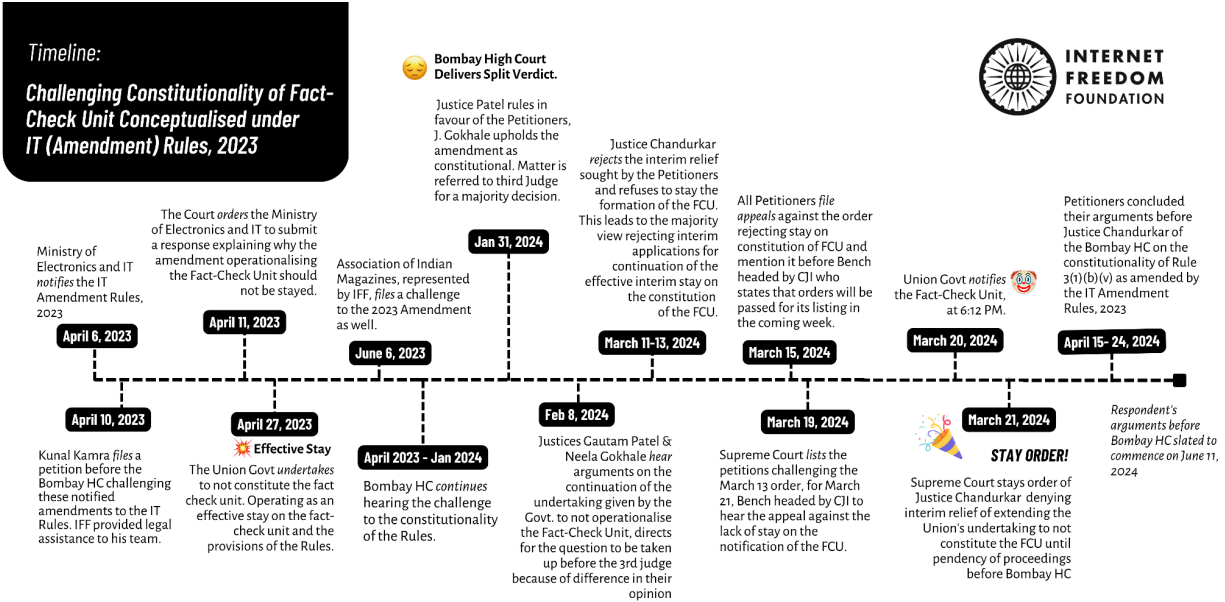 Timeline:
Challenging Constitutionality of Fact-
Check Unit Conceptualised under
IT (Amendment) Rules, 2023
INTERNET
FREEDOM
FOUNDATION
Ministry of
Electronics and IT
notifies the IT
Amendment Rules,
2023
April 6, 2023
April 10, 2023
Kunal Kamra files a
petition before the
Bombay HC challenging
these notified
amendments to the IT
Rules. IFF provided legal
assistance to his team.
The Court orders the Ministry
of Electronics and IT to submit
a response explaining why the
amendment operationalising
the Fact-Check Unit should
not be stayed.
April 11, 2023
April 27, 2023
Effective Stay
The Union Govt undertakes
to not constitute the fact
check unit. Operating as an
effective stay on the fact-
check unit and the
provisions of the Rules.
Association of Indian
Magazines, represented
by IFF, files a challenge
to the 2023 Amendment
as well.
June 6, 2023
April 2023 - Jan 2024
Bombay HC continues
hearing the challenge
to the constitutionality
of the Rules.
Bombay High Court
Delivers Split Verdict.
Justice Patel rules in
favour of the Petitioners,
J. Gokhale upholds the
amendment as
constitutional. Matter is
referred to third Judge
for a majority decision.
Jan 31, 2024
Feb 8, 2024
Justices Gautam Patel &
Neela Gokhale hear
arguments on the
continuation of the
undertaking given by the
Govt. to not operationalise
the Fact-Check Unit, directs
for the question to be taken
up before the 3rd judge
because of difference in their
opinion
Justice Chandurkar
rejects the interim relief
sought by the Petitioners
and refuses to stay the
formation of the FCU.
This leads to the majority
view rejecting interim
applications for
continuation of the
effective interim stay on
the constitution
of the FCU.
March 11-13, 2024
All Petitioners file
appeals against the order
rejecting stay on
constitution of FCU and
mention it before Bench
headed by CJI who
states that orders will be
passed for its listing in
the coming week.
March 15, 2024
March 19, 2024
Supreme Court lists the
petitions challenging the
March 13 order, for March
21, Bench headed by CJI to
hear the appeal against the
lack of stay on the
notification of the FCU.
Union Govt notifies
the Fact-Check Unit,
at 6:12 PM.
March 20, 2024
March 21, 2024
STAY ORDER!
Supreme Court stays order of
Justice Chandurkar denying
interim relief of extending the
Union's undertaking to not
constitute the FCU until
pendency of proceedings
before Bombay HC
Petitioners concluded
their arguments before
Justice Chandurkar of
the Bombay HC on the
constitutionality of Rule
3(1)(b)(v) as amended by
the IT Amendment
Rules, 2023
April 15- 24, 2024
Respondent's
arguments before
Bombay HC slated to
commence on June 11,
2024